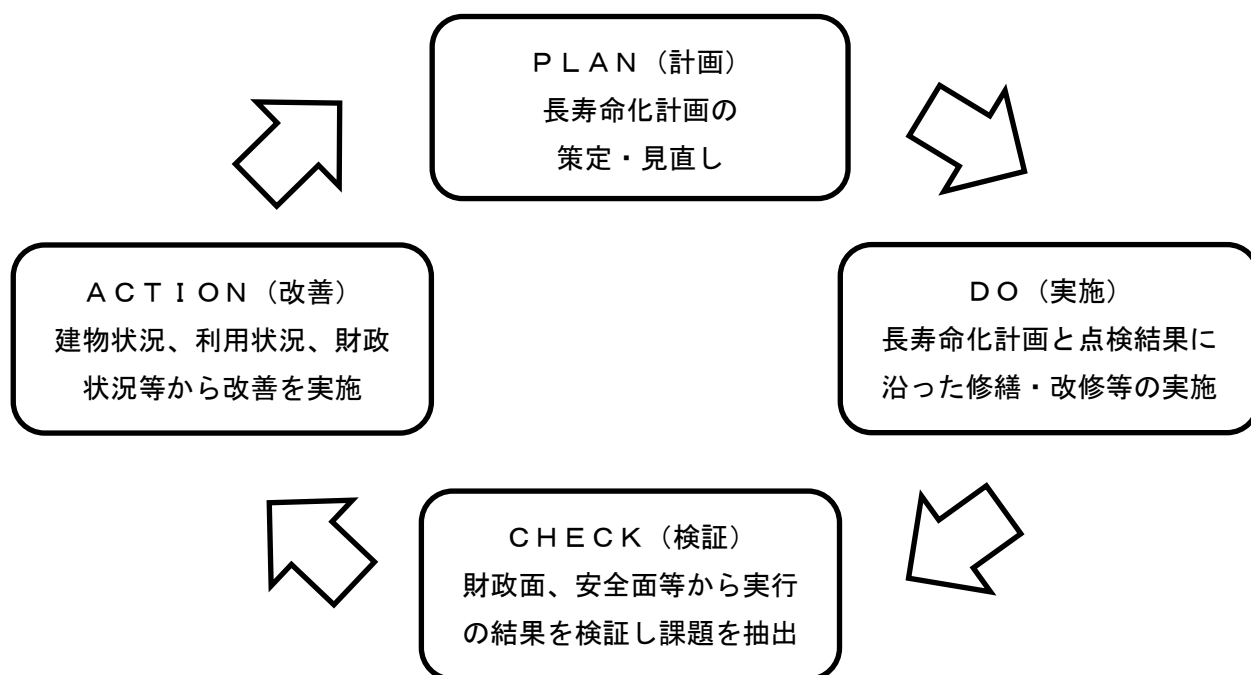 ＰＬＡＮ（計画）
長寿命化計画の
策定・見直し
ＡＣＴＩＯＮ（改善）
建物状況、利用状況、財政
状況等から改善を実施
ＤＯ（実施）
長寿命化計画と点検結果に
沿った修繕・改修等の実施
ＣＨＥＣＫ（検証）
財政面、安全面等から実行
の結果を検証し課題を抽出